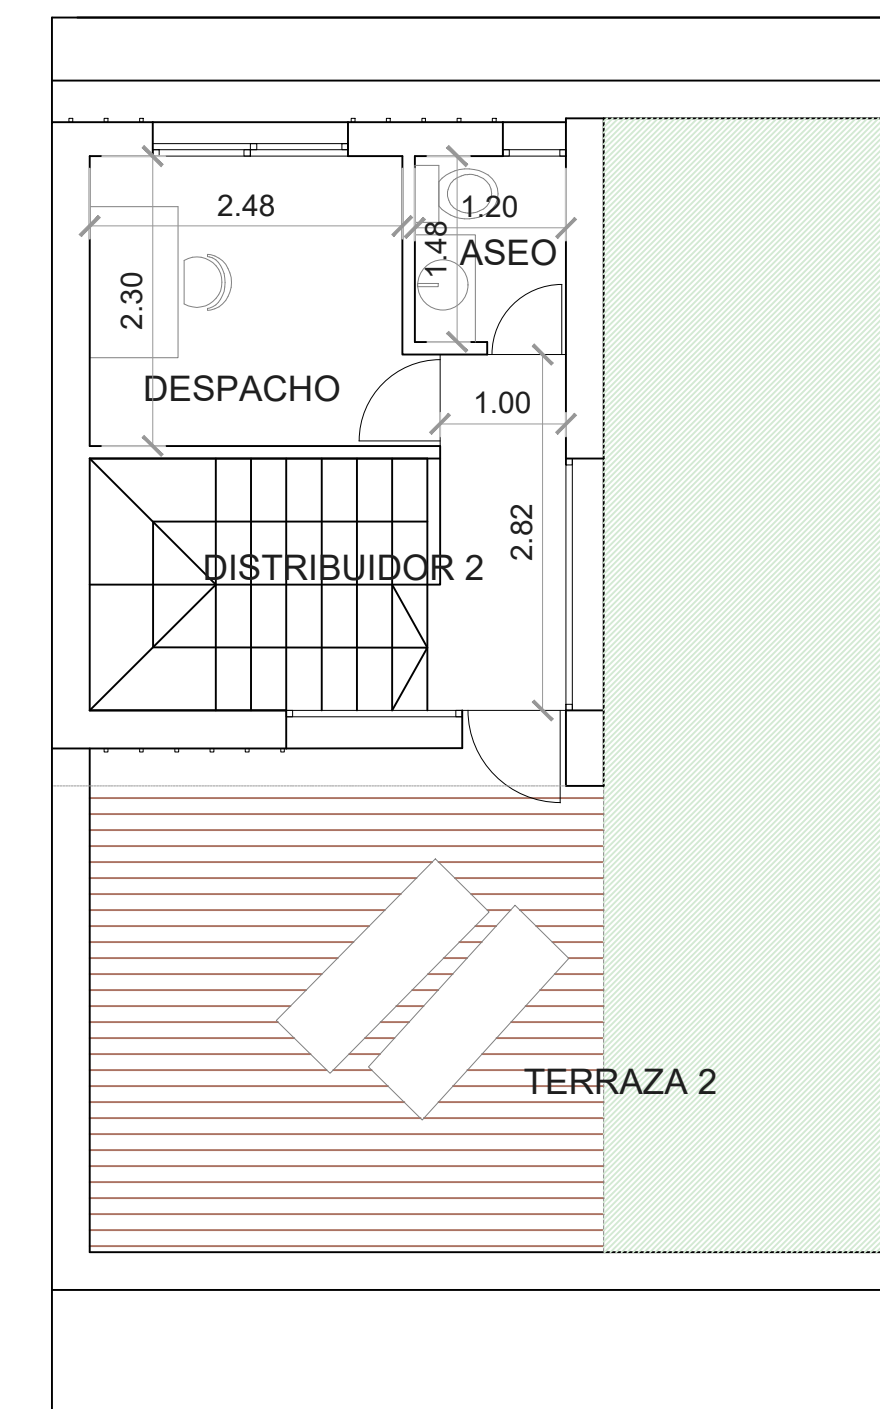 2.48
1.20
1.48
ASEO
2.30
DESPACHO
1.00
2.82
DISTRIBUIDOR 2
TERRAZA 2